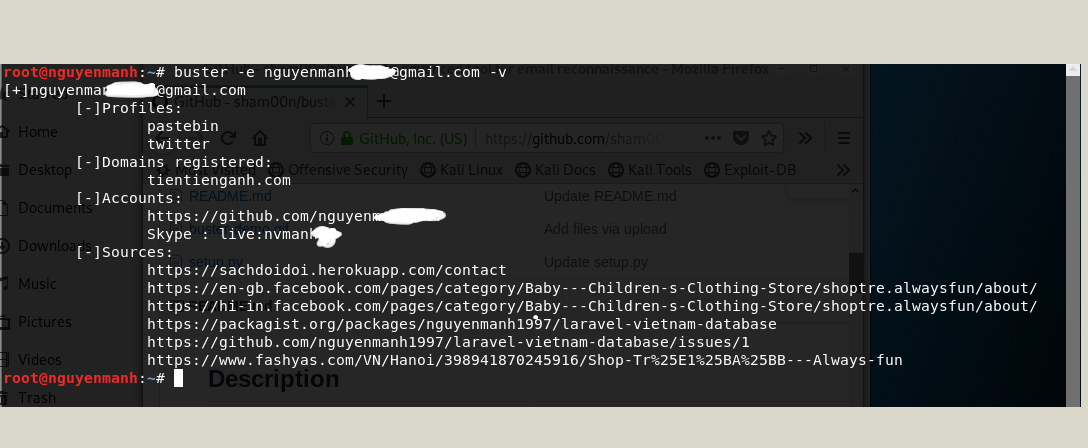 root@nguyenmanh:~# buster -e nguyenmanh @gmail.com -v
email reconnaissance - Mozilla Firefox
[+]nguyenman @gmail.com
GitHub - sham00n/bust
[-]Profiles:
pastebin
twitter
[-]Domains registered:
tientienganh.com
[-]Accounts:
https://github.com/nguyenm
Skype : live:nvmanh
[-]Sources:
https://sachdoidoi.herokuapp.com/contact
https://en-gb.facebook.com/pages/category/Baby---Children-s-Clothing-Store/shoptre.alwaysfun/about/
https://hi-in.facebook.com/pages/category/Baby---Children-s-Clothing-Store/shoptre.alwaysfun/about/
https://packagist.org/packages/nguyenmanh1997/laravel-vietnam-database
https://github.com/nguyenmanh1997/laravel-vietnam-database/issues/1
https://www.fashyas.com/VN/Hanoi/398941870245916/Shop-Tr%25E1%25BA%25BB---Always-fun
root@nguyenmanh:~#
Home
Desktop
Documents
Downloads
Music
Pictures
Videos
Trash
GitHub, Inc. (US)
https://github.com/sham00
Most Visited
Offensive Security
Kali Linux
Kali Docs
Kali Tools
Exploit-DB
README.md
Update README.md
Add files via upload
setup.py
Update setup.py
Description